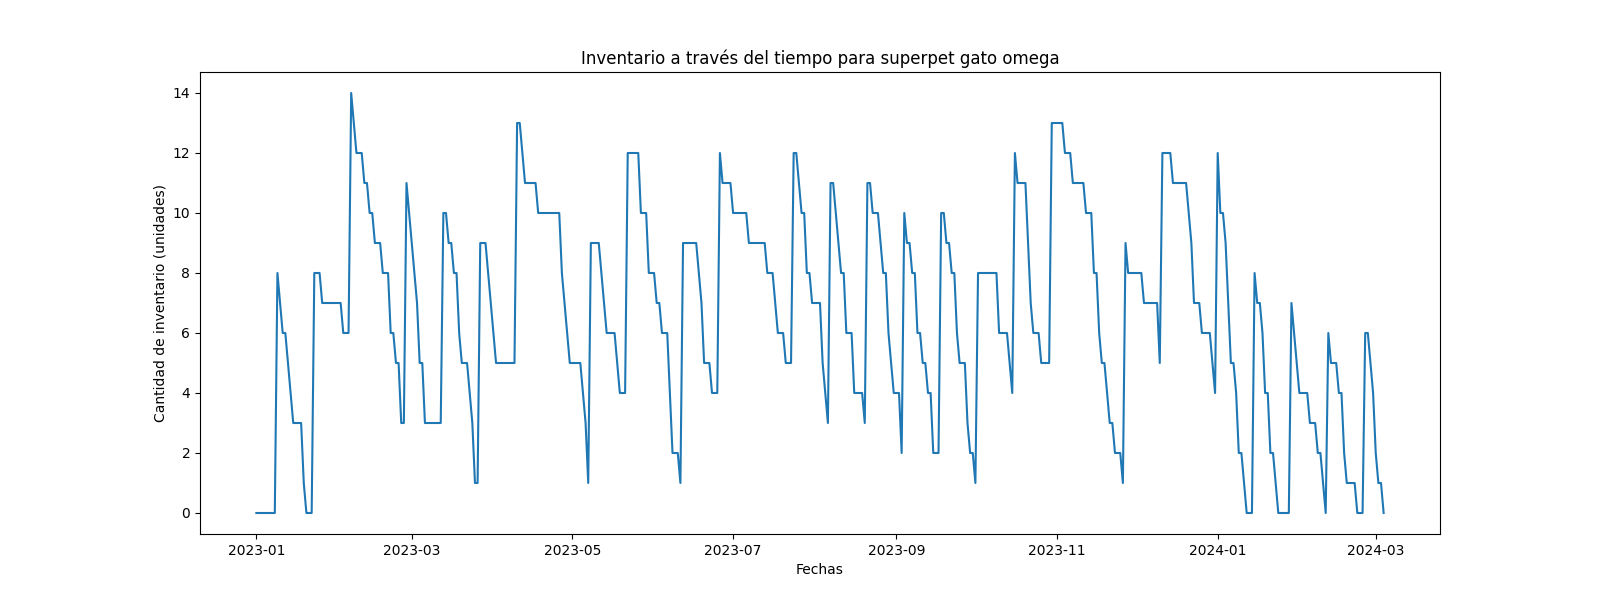 Inventario a través del tiempo para superpet gato omega
Cantidad de inventario (unidades)
14
12
10
8
6
4
2
0
2023-01 2023-03 2023-05 2023-07 2023-09 2023-11 2024-01 2024-03
Fechas